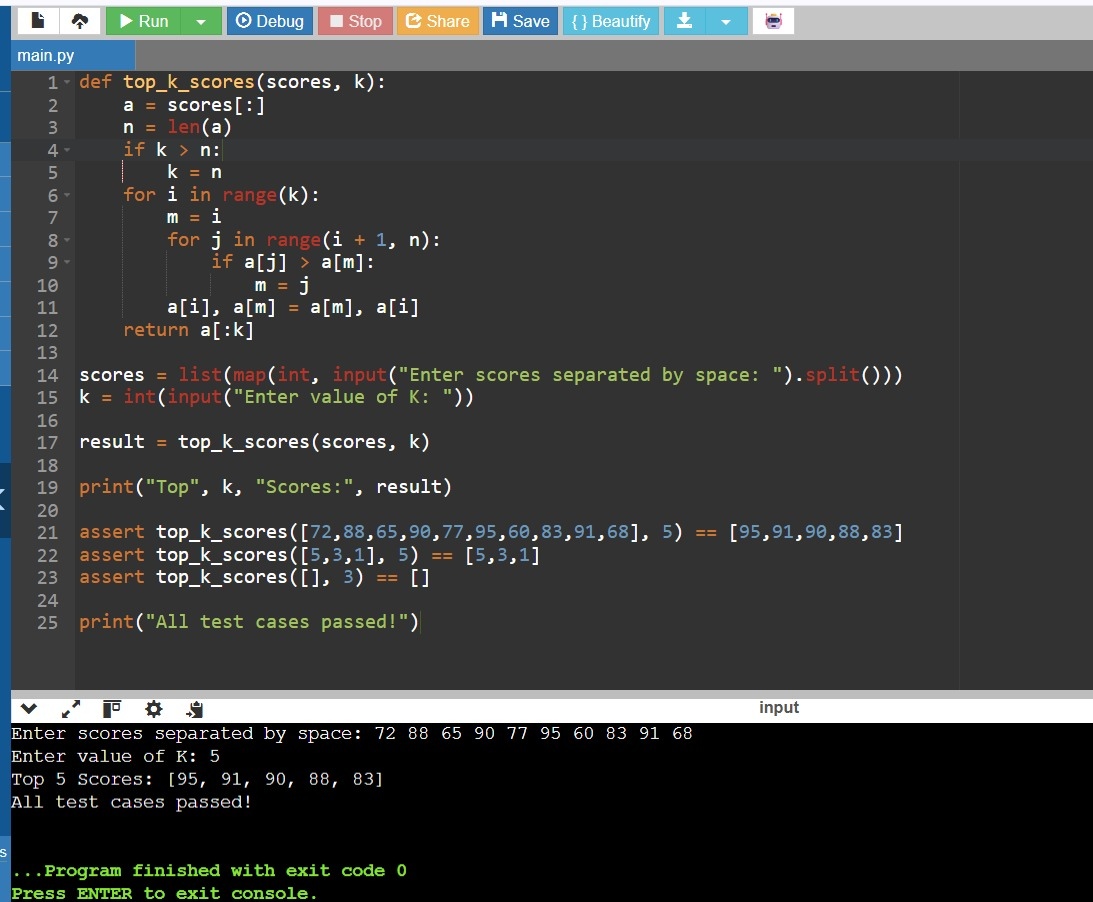 Run Debug Stop Share Save { } Beautify
main.py
1 def top_k_scores(scores, k):
2     a = scores[:]
3     n = len(a)
4     if k > n:
5         k = n
6     for i in range(k):
7         m = i
8         for j in range(i + 1, n):
9             if a[j] > a[m]:
10                 m = j
11         a[i], a[m] = a[m], a[i]
12     return a[:k]
13
14 scores = list(map(int, input("Enter scores separated by space: ").split()))
15 k = int(input("Enter value of K: "))
16
17 result = top_k_scores(scores, k)
18
19 print("Top", k, "Scores:", result)
20
21 assert top_k_scores([72,88,65,90,77,95,60,83,91,68], 5) == [95,91,90,88,83]
22 assert top_k_scores([5,3,1], 5) == [5,3,1]
23 assert top_k_scores([], 3) == []
24
25 print("All test cases passed!")
input
Enter scores separated by space: 72 88 65 90 77 95 60 83 91 68
Enter value of K: 5
Top 5 Scores: [95, 91, 90, 88, 83]
All test cases passed!
s
...Program finished with exit code 0
Press ENTER to exit console.